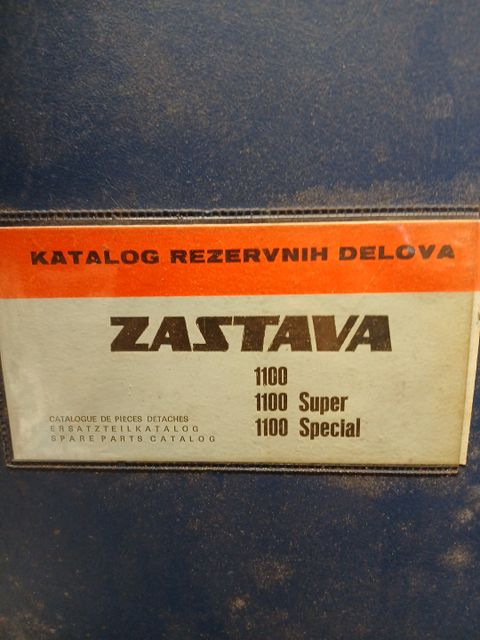 KATALOG REZERVNIH DELOVA
ZASTAVA
1100
1100 Super
1100 Special
CATALOGUE DE PIECES DETACHES
ERSATZTEILKATALOG
SPARE PARTS CATALOG